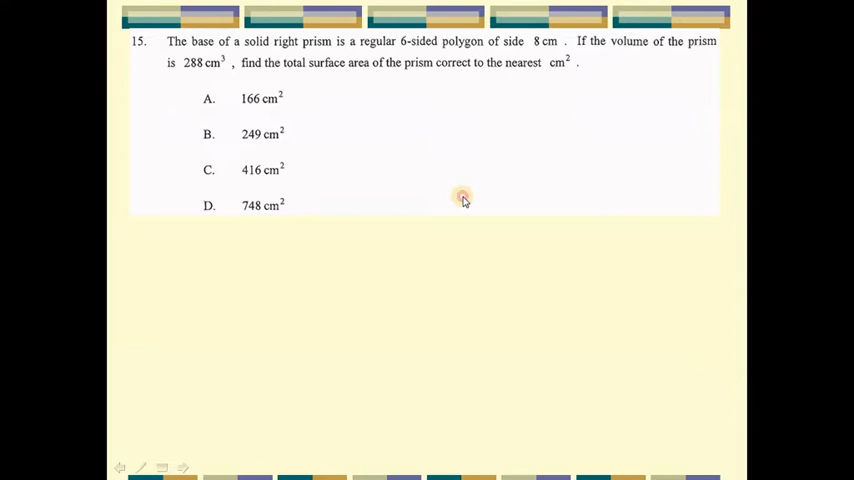 15. The base of a solid right prism is a regular 6-sided polygon of side 8 cm . If the volume of the prism
is 288 cm³ , find the total surface area of the prism correct to the nearest cm² .
A. 166 cm²
B. 249 cm²
C. 416 cm²
D. 748 cm²